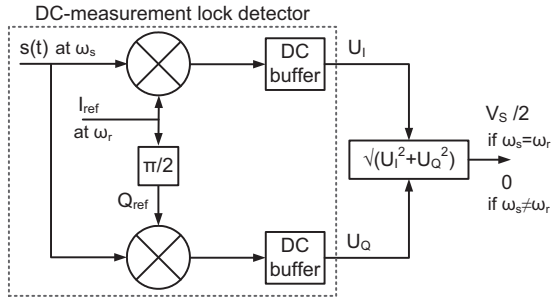 DC-measurement lock detector
s(t) at ωs
DC
buffer
UI
Iref
at ωr
π/2
Qref
√(UI²+UQ²)
VS /2
if ωs=ωr
0
if ωs≠ωr
DC
buffer
UQ